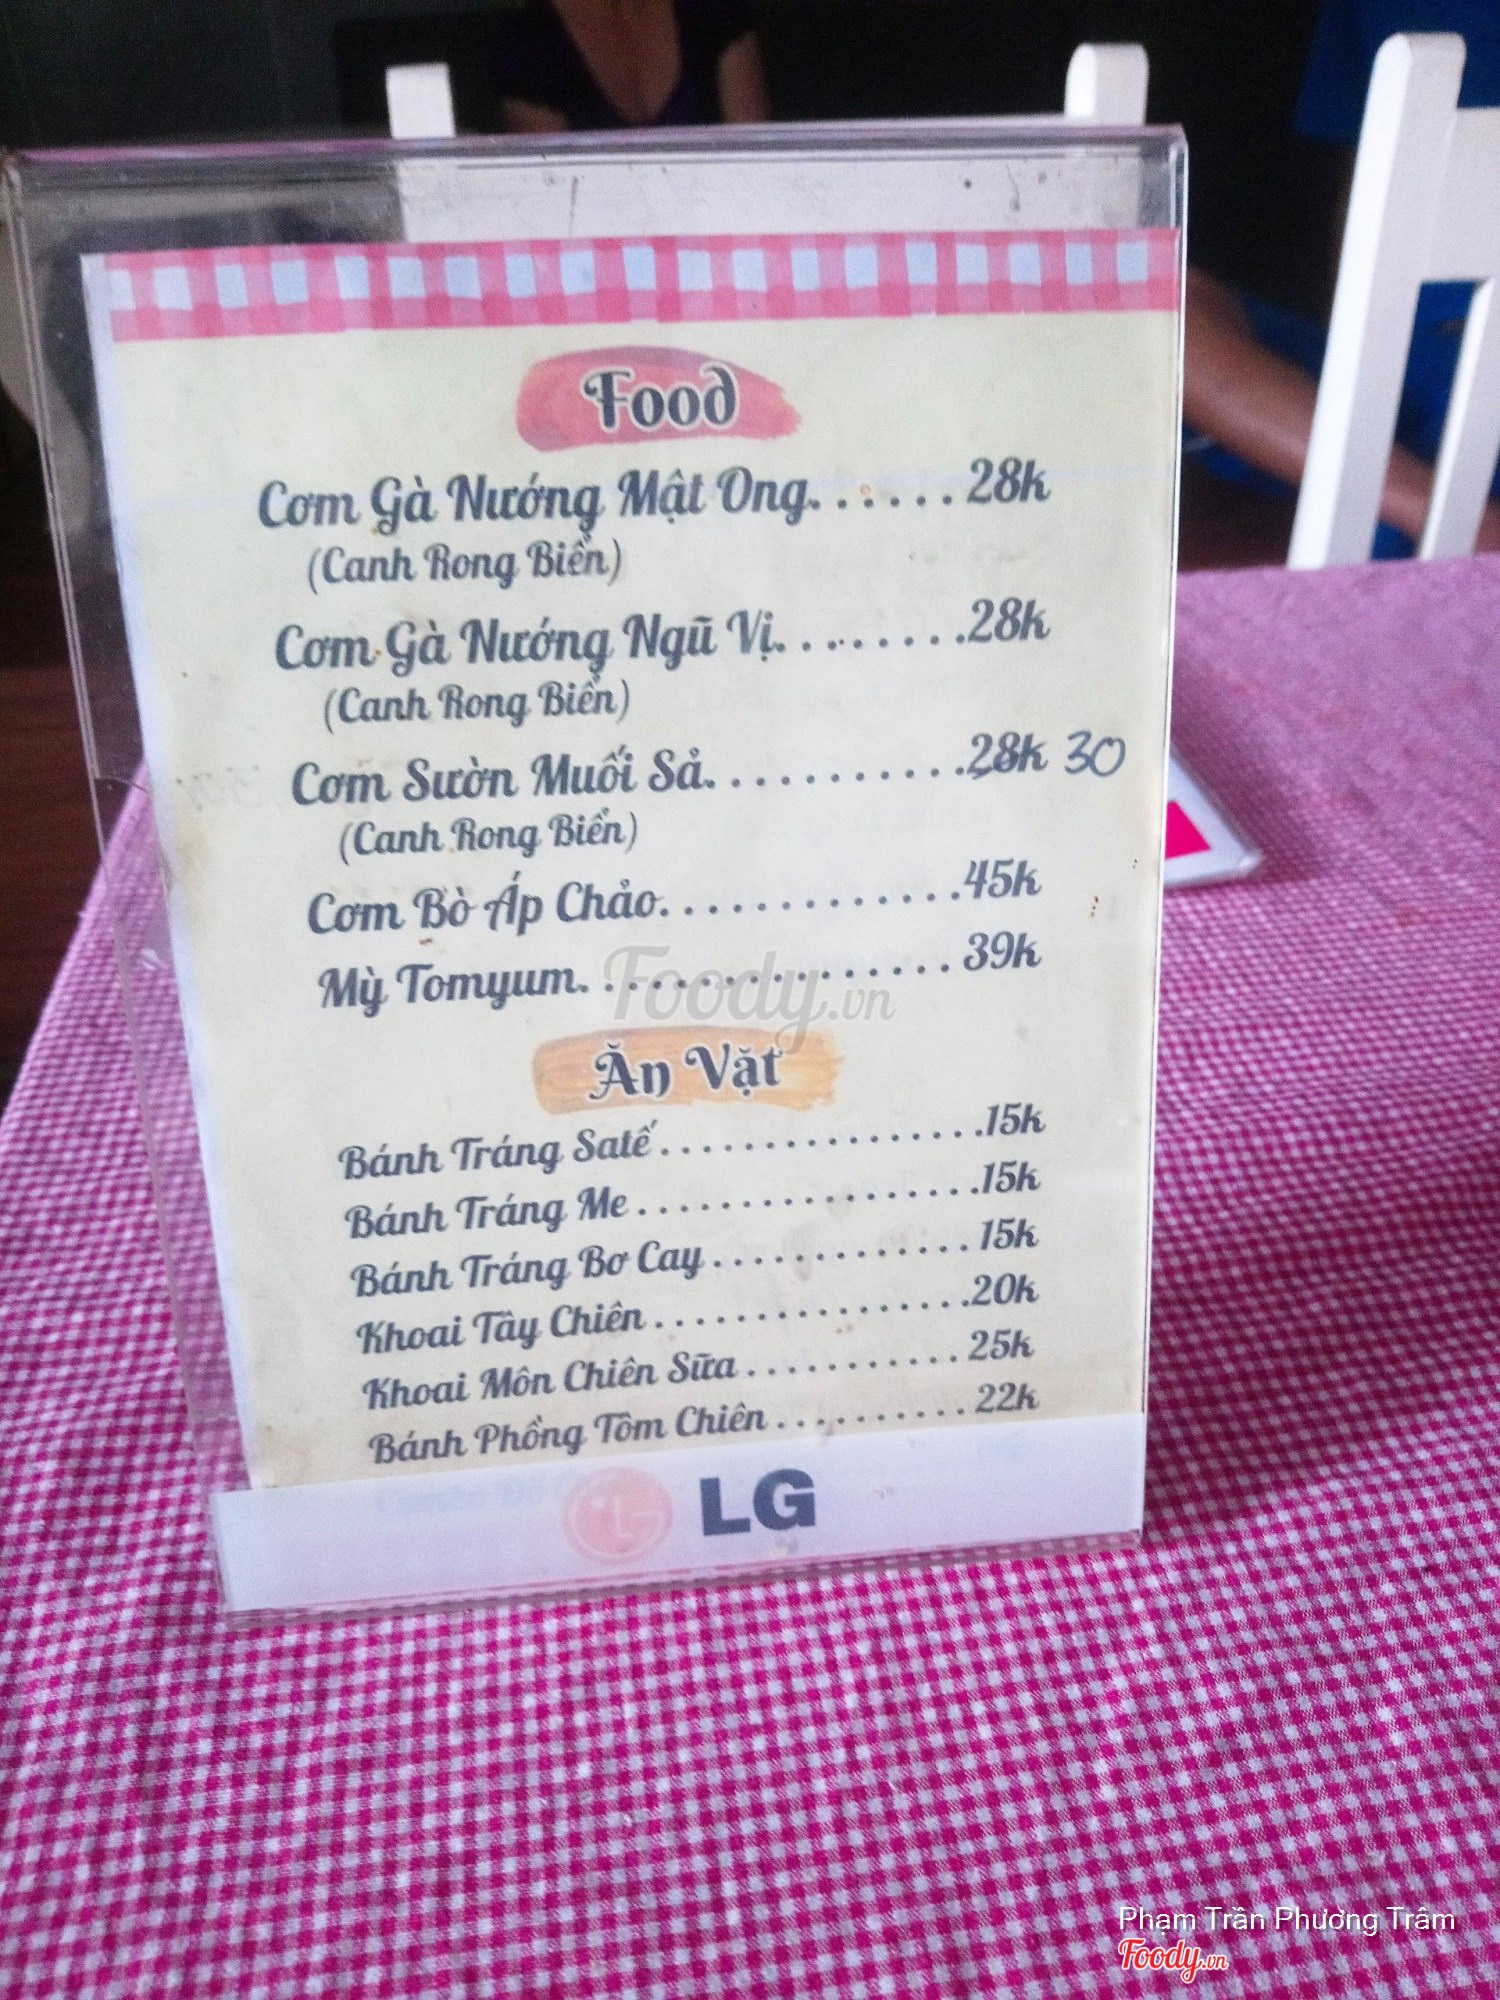 Food
Cơm Gà Nướng Mật Ong. . . . . . 28k
(Canh Rong Biển)
Cơm Gà Nướng Ngũ Vị. . . . . . . .28k
(Canh Rong Biển)
Cơm Sườn Muối Sả. . . . . . . . . . .28k 30
(Canh Rong Biển)
Cơm Bò Áp Chảo. . . . . . . . . . . . .45k
Mỳ Tomyum. . . . . . . . . . . . . . . . 39k
Foody.vn
Ăn Vặt
Bánh Tráng Satế . . . . . . . . . . . . . . . .15k
Bánh Tráng Me . . . . . . . . . . . . . . . . .15k
Bánh Tráng Bơ Cay . . . . . . . . . . . . . 15k
Khoai Tây Chiên . . . . . . . . . . . . . . . .20k
Khoai Môn Chiên Sữa . . . . . . . . . . . 25k
Bánh Phồng Tôm Chiên . . . . . . . . . . 22k
LG
Phạm Trần Phương Trâm
Foody.vn